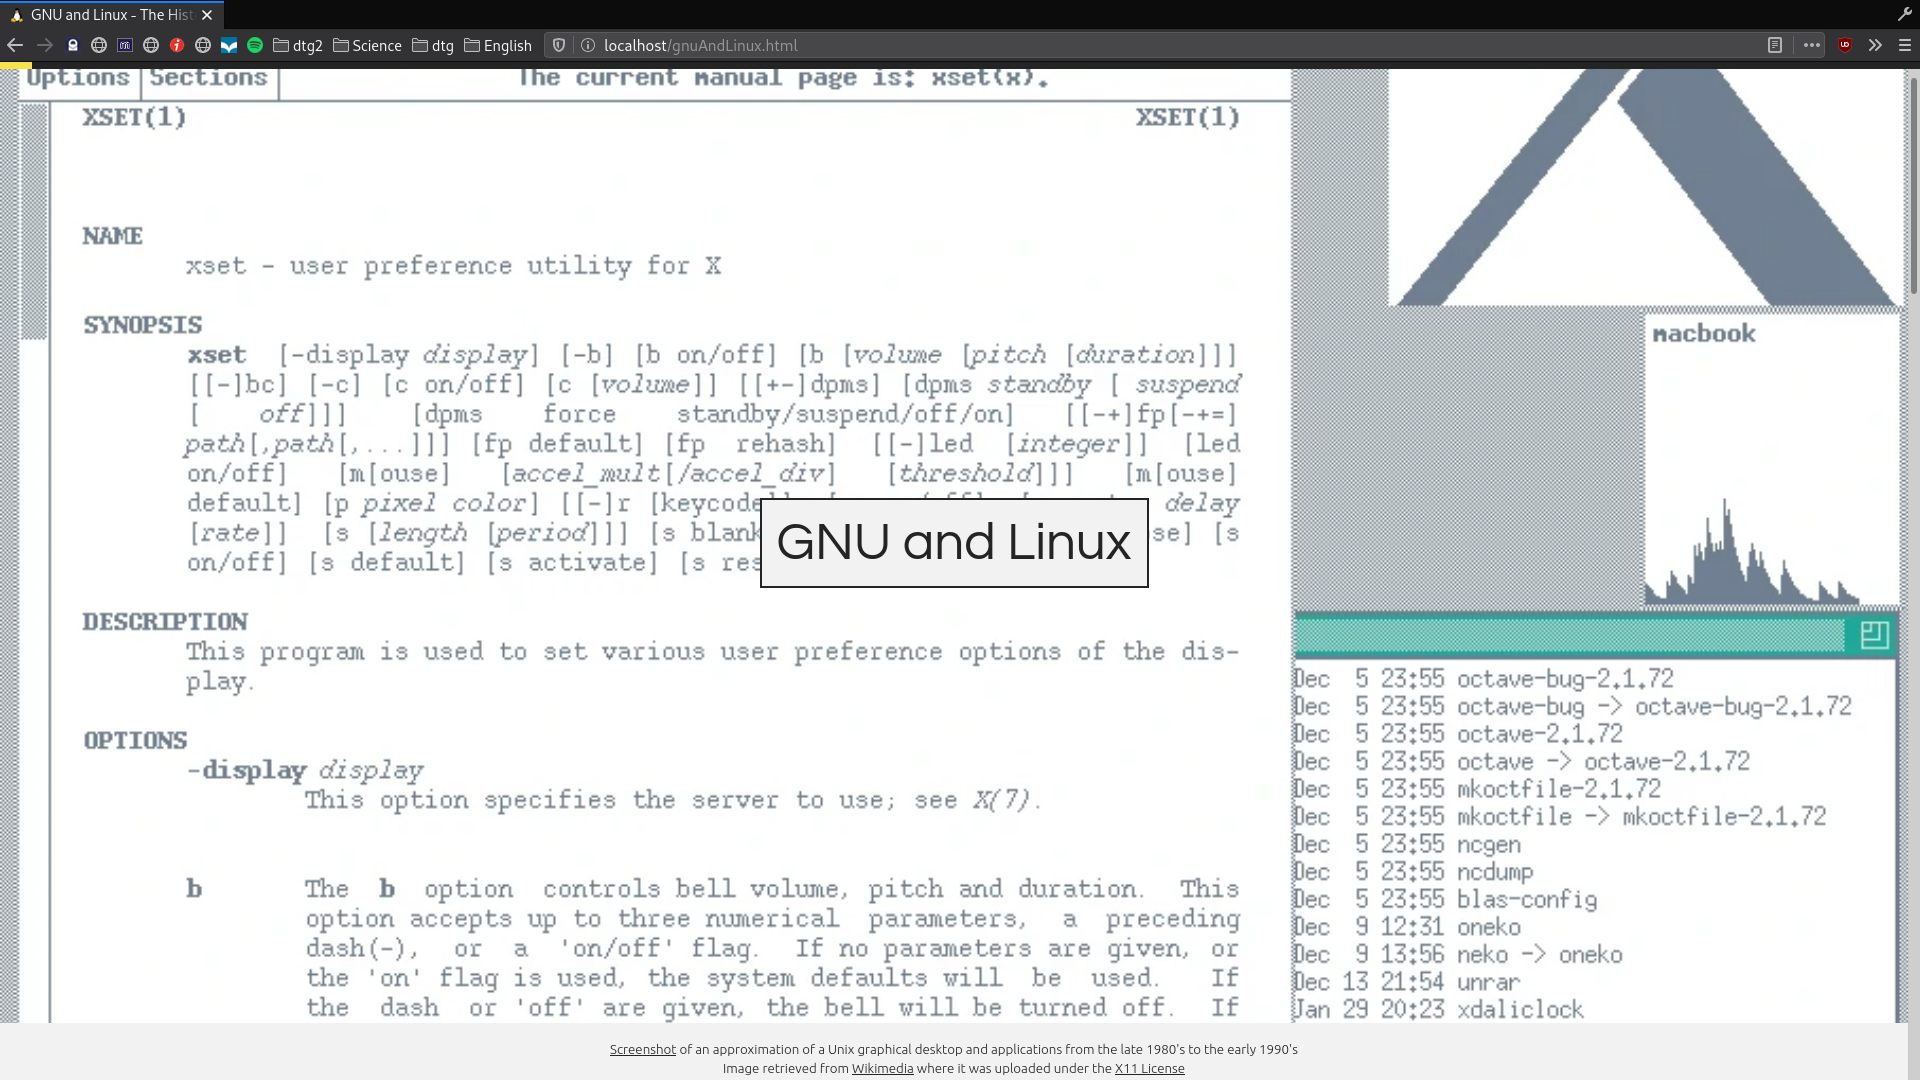 GNU and Linux - The Hist
dtg2 Science dtg English
localhost/gnuAndLinux.html
Options Sections The current manual page is: xset(x).
XSET(1) XSET(1)
NAME
xset - user preference utility for X
SYNOPSIS
xset [-display display] [-b] [b on/off] [b [volume [pitch [duration]]]
[[-]bc] [-c] [c on/off] [c [volume]] [[+-]dpms] [dpms standby [ suspend
[ off]]] [dpms force standby/suspend/off/on] [[-+]fp[-+=]
path[,path[,...]]] [fp default] [fp rehash] [[-]led [integer]] [led
on/off] [m[ouse] [accel_mult[/accel_div] [threshold]]] [m[ouse]
default] [p pixel color] [[-]r [keycode delay
[rate]] [s [length [period]]] [s blank se] [s
on/off] [s default] [s activate] [s res
GNU and Linux
DESCRIPTION
This program is used to set various user preference options of the dis-
play.
OPTIONS
-display display
This option specifies the server to use; see X(7).
b The b option controls bell volume, pitch and duration. This
option accepts up to three numerical parameters, a preceding
dash(-), or a 'on/off' flag. If no parameters are given, or
the 'on' flag is used, the system defaults will be used. If
the dash or 'off' are given, the bell will be turned off. If
macbook
Dec 5 23:55 octave-bug-2.1.72
Dec 5 23:55 octave-bug -> octave-bug-2.1.72
Dec 5 23:55 octave-2.1.72
Dec 5 23:55 octave -> octave-2.1.72
Dec 5 23:55 mkoctfile-2.1.72
Dec 5 23:55 mkoctfile -> mkoctfile-2.1.72
Dec 5 23:55 ncgen
Dec 5 23:55 ncdump
Dec 5 23:55 blas-config
Dec 9 12:31 oneko
Dec 9 13:56 neko -> oneko
Dec 13 21:54 unrar
Jan 29 20:23 xdaliclock
Screenshot of an approximation of a Unix graphical desktop and applications from the late 1980's to the early 1990's
Image retrieved from Wikimedia where it was uploaded under the X11 License